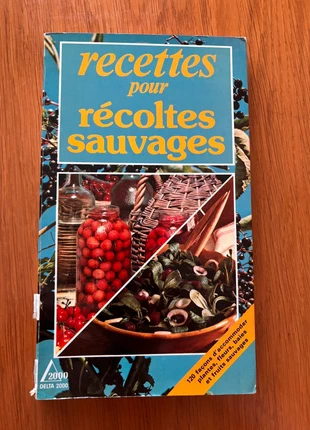 recettes
pour
récoltes
sauvages
120 façons d'accommoder
plantes, fleurs, baies
et fruits sauvages
2000
DELTA 2000